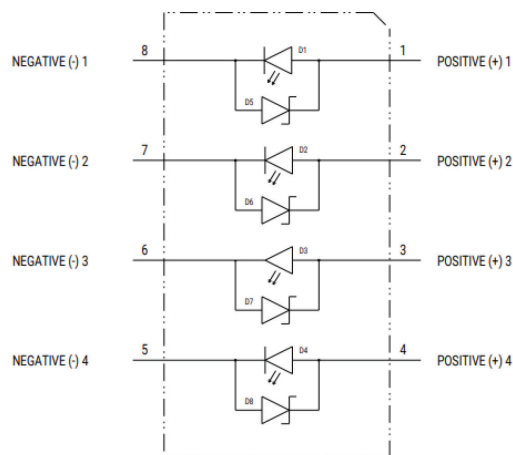 NEGATIVE (-) 1 8 D1 1 POSITIVE (+) 1
D5
NEGATIVE (-) 2 7 D2 2 POSITIVE (+) 2
D6
NEGATIVE (-) 3 6 D3 3 POSITIVE (+) 3
D7
NEGATIVE (-) 4 5 D4 4 POSITIVE (+) 4
D8